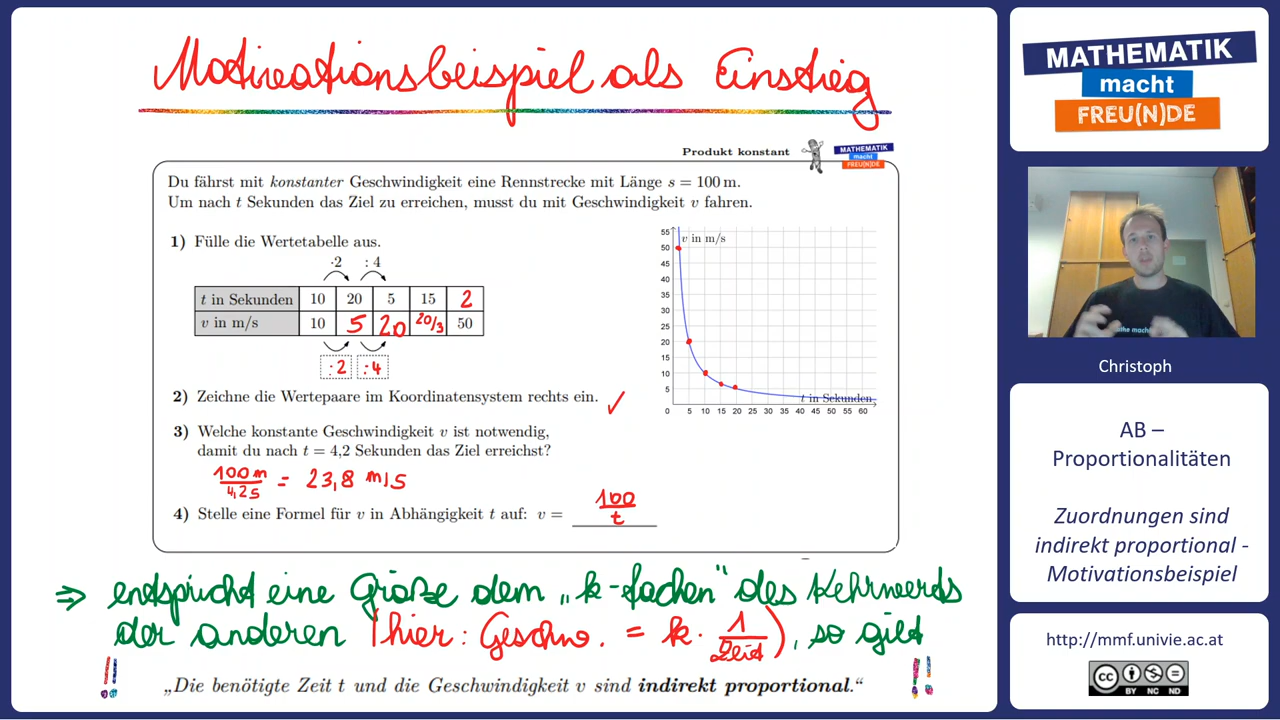 Motivationsbeispiel als Einstieg
Produkt konstant
MATHEMATIK
macht
FREU(N)DE
Du fährst mit konstanter Geschwindigkeit eine Rennstrecke mit Länge s = 100 m.
Um nach t Sekunden das Ziel zu erreichen, musst du mit Geschwindigkeit v fahren.
1) Fülle die Wertetabelle aus.
·2 : 4
t in Sekunden 10 20 5 15 2
v in m/s 10 5 20 20/3 50
:2 :4
2) Zeichne die Wertepaare im Koordinatensystem rechts ein. ✓
3) Welche konstante Geschwindigkeit v ist notwendig,
damit du nach t = 4,2 Sekunden das Ziel erreichst?
100m/4,2s = 23,8 m/s
4) Stelle eine Formel für v in Abhängigkeit t auf: v = 100/t
v in m/s
55
50
45
40
35
30
25
20
15
10
5
t in Sekunden
0 5 10 15 20 25 30 35 40 45 50 55 60
⇒ entspricht eine Größe dem „k-fachen" des Kehrwerts
der anderen (hier: Geschw. = k · 1/Zeit), so gilt
!! „Die benötigte Zeit t und die Geschwindigkeit v sind indirekt proportional.“ !!
MATHEMATIK
macht
FREU(N)DE
the macht
Christoph
AB –
Proportionalitäten
Zuordnungen sind
indirekt proportional -
Motivationsbeispiel
http://mmf.univie.ac.at
cc
BY NC ND